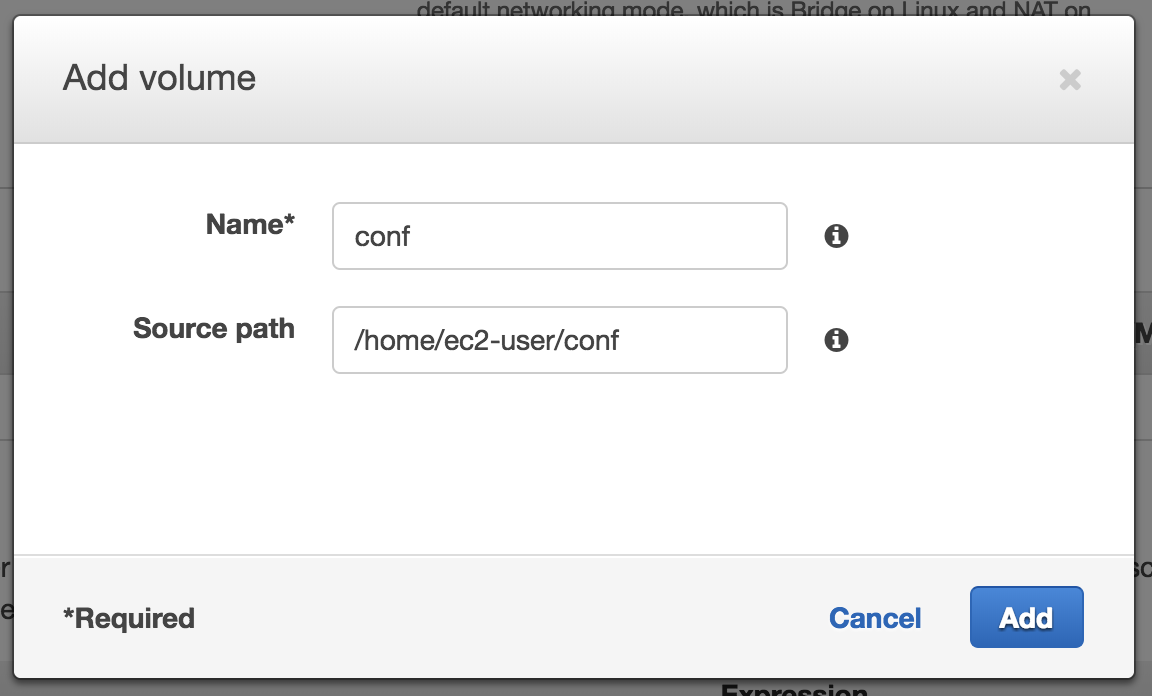 default networking mode, which is Bridge on Linux and NAT on
Add volume
Name*
conf
Source path
/home/ec2-user/conf
*Required
Cancel
Add
Expression